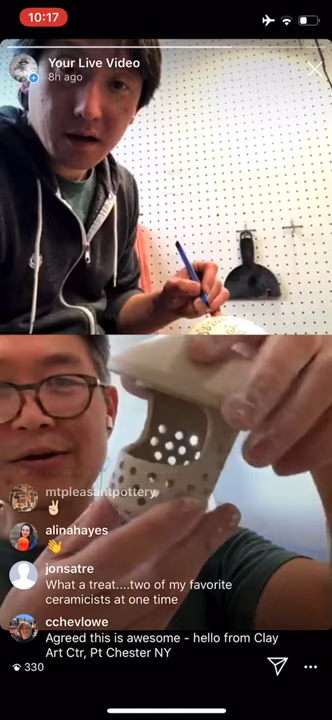 10:17
Your Live Video
8h ago
mtpleasantpottery
alinahayes
jonsatre
What a treat....two of my favorite
ceramicists at one time
cchevlowe
Agreed this is awesome - hello from Clay
Art Ctr, Pt Chester NY
330